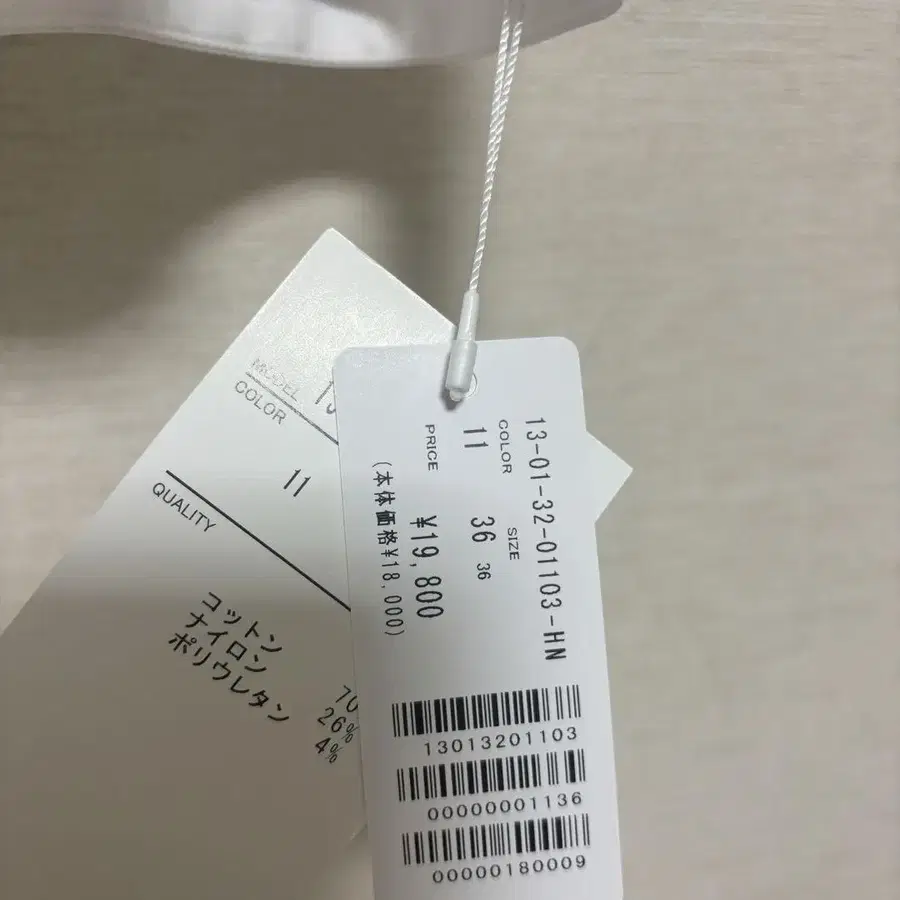 MODEL
COLOR
11
QUALITY
コットン
ナイロン 26%
ポリウレタン 4%
13-01-32-01103-HN
COLOR SIZE
11 36 36
PRICE ¥19,800
(本体価格¥18,000)
13013201103
00000001136
00000180009